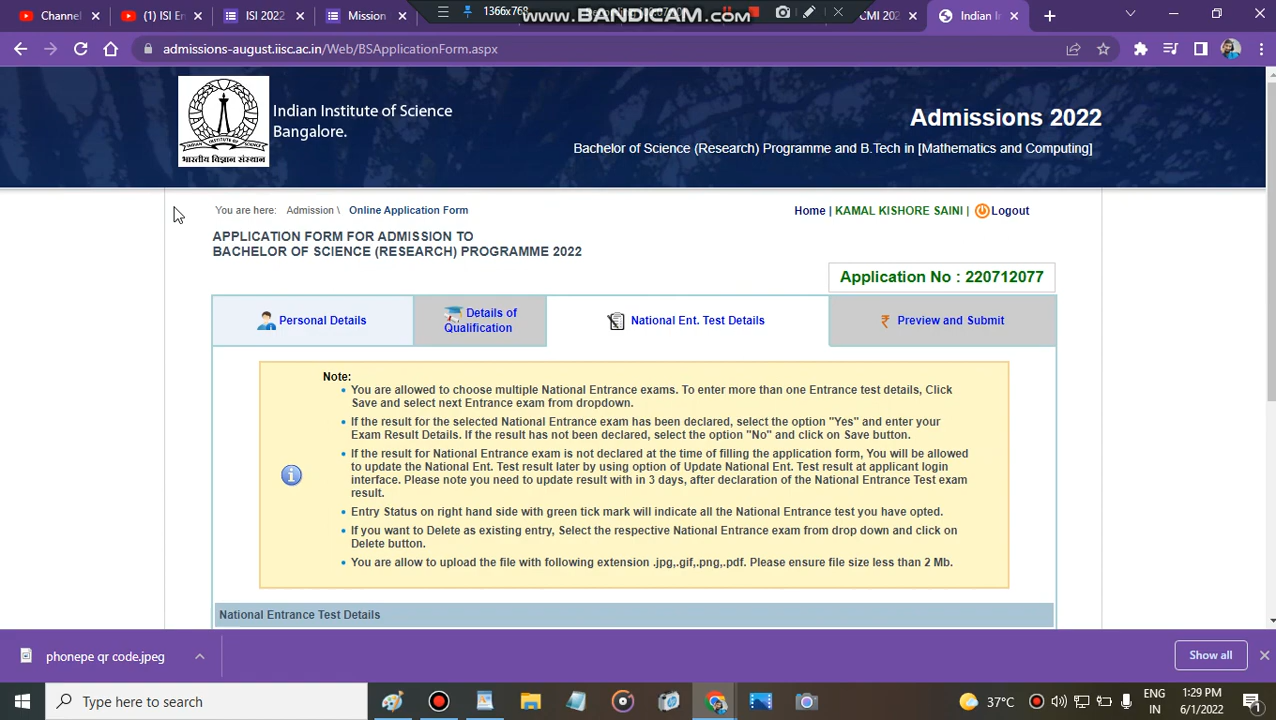 Channel
(1) ISI En
ISI 2022
Mission
1366x768
www.BANDICAM.com
CMI 2022
Indian In
admissions-august.iisc.ac.in/Web/BSApplicationForm.aspx
Indian Institute of Science
Bangalore.
भारतीय विज्ञान संस्थान
Admissions 2022
Bachelor of Science (Research) Programme and B.Tech in [Mathematics and Computing]
You are here: Admission \ Online Application Form
Home | KAMAL KISHORE SAINI | Logout
APPLICATION FORM FOR ADMISSION TO
BACHELOR OF SCIENCE (RESEARCH) PROGRAMME 2022
Application No : 220712077
Personal Details
Details of
Qualification
National Ent. Test Details
Preview and Submit
Note:
You are allowed to choose multiple National Entrance exams. To enter more than one Entrance test details, Click
Save and select next Entrance exam from dropdown.
If the result for the selected National Entrance exam has been declared, select the option "Yes" and enter your
Exam Result Details. If the result has not been declared, select the option "No" and click on Save button.
If the result for National Entrance exam is not declared at the time of filling the application form, You will be allowed
to update the National Ent. Test result later by using option of Update National Ent. Test result at applicant login
interface. Please note you need to update result with in 3 days, after declaration of the National Entrance Test exam
result.
Entry Status on right hand side with green tick mark will indicate all the National Entrance test you have opted.
If you want to Delete as existing entry, Select the respective National Entrance exam from drop down and click on
Delete button.
You are allow to upload the file with following extension .jpg,.gif,.png,.pdf. Please ensure file size less than 2 Mb.
National Entrance Test Details
phonepe qr code.jpeg
Show all
Type here to search
37°C
ENG
IN
1:29 PM
6/1/2022
1